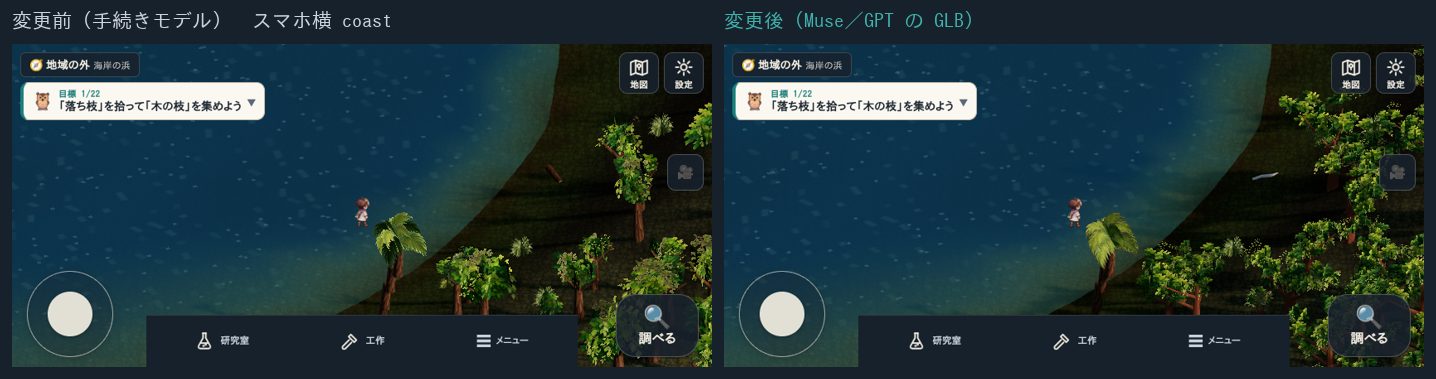 変更前（手続きモデル）　スマホ横 coast
地域の外 海岸の浜
地図
設定
目標 1/22
「落ち枝」を拾って「木の枝」を集めよう
研究室
工作
メニュー
調べる
変更後（Muse／GPT の GLB）
地域の外 海岸の浜
地図
設定
目標 1/22
「落ち枝」を拾って「木の枝」を集めよう
研究室
工作
メニュー
調べる